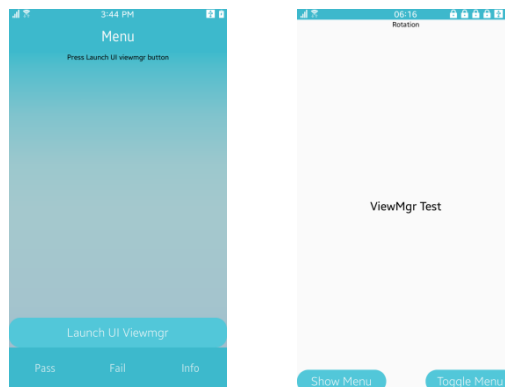 3:44 PM
Menu
Press Launch UI viewmgr button
Launch UI Viewmgr
Pass Fail Info
06:16
Rotation
ViewMgr Test
Show Menu Toggle Menu